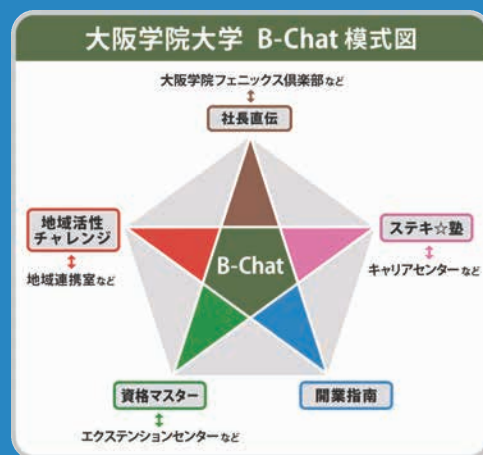 大阪学院大学 B-Chat 模式図
大阪学院フェニックス倶楽部など
社長直伝
地域活性
チャレンジ
地域連携室など
ステキ☆塾
キャリアセンターなど
B-Chat
資格マスター
エクステンションセンターなど
開業指南